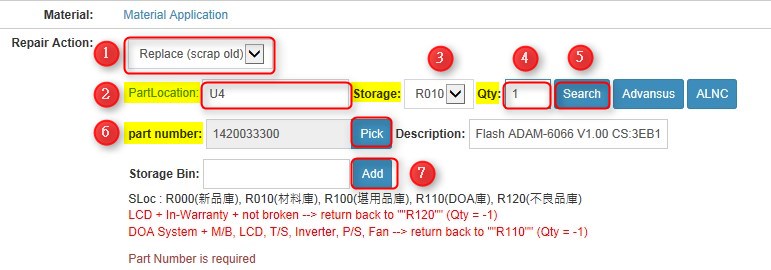 Material: Material Application
Repair Action:
1 Replace (scrap old) 3 4 5
2 PartLocation: U4 Storage: R010 Qty: 1 Search Advansus ALNC
6 part number: 1420033300 Pick Description: Flash ADAM-6066 V1.00 CS:3EB1
Storage Bin: Add 7
SLoc : R000(新品庫), R010(材料庫), R100(堪用品庫), R110(DOA庫), R120(不良品庫)
LCD + In-Warranty + not broken --> return back to ""R120"" (Qty = -1)
DOA System + M/B, LCD, T/S, Inverter, P/S, Fan --> return back to ""R110"" (Qty = -1)
Part Number is required